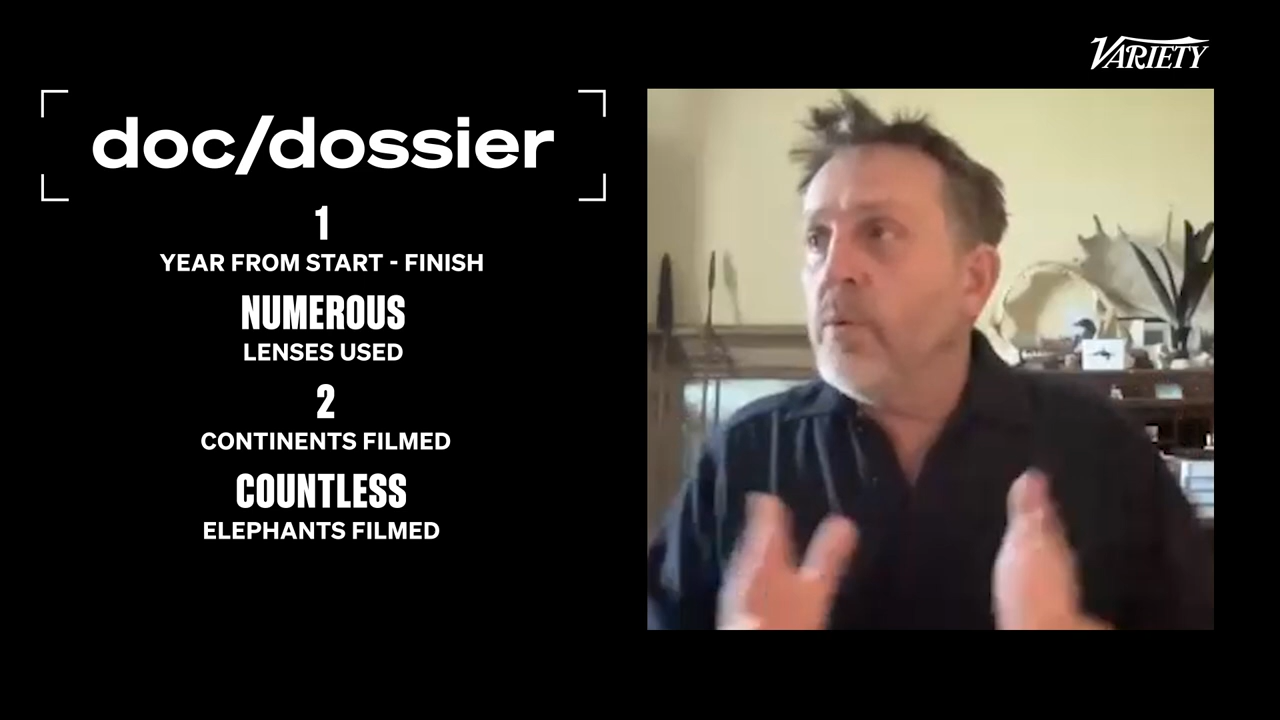 VARIETY
doc/dossier
1
YEAR FROM START - FINISH
NUMEROUS
LENSES USED
2
CONTINENTS FILMED
COUNTLESS
ELEPHANTS FILMED